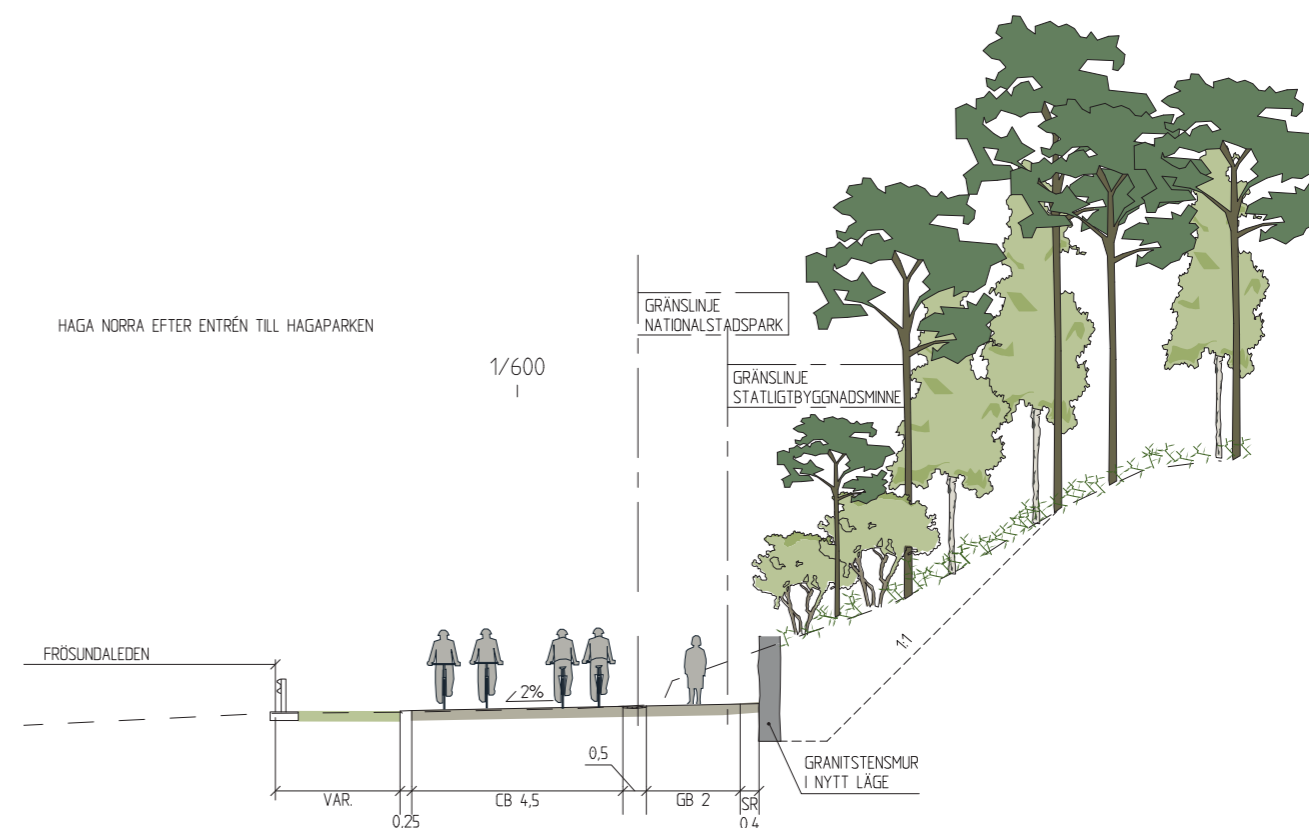 HAGA NORRA EFTER ENTRÉN TILL HAGAPARKEN
1/600
GRÄNSLINJE
NATIONALSTADSPARK
GRÄNSLINJE
STATLIGTBYGGNADSMINNE
FRÖSUNDALEDEN
2%
1:1
0,5
GRANITSTENSMUR
I NYTT LÄGE
VAR.
0.25
CB 4,5
GB 2
SR
0.4